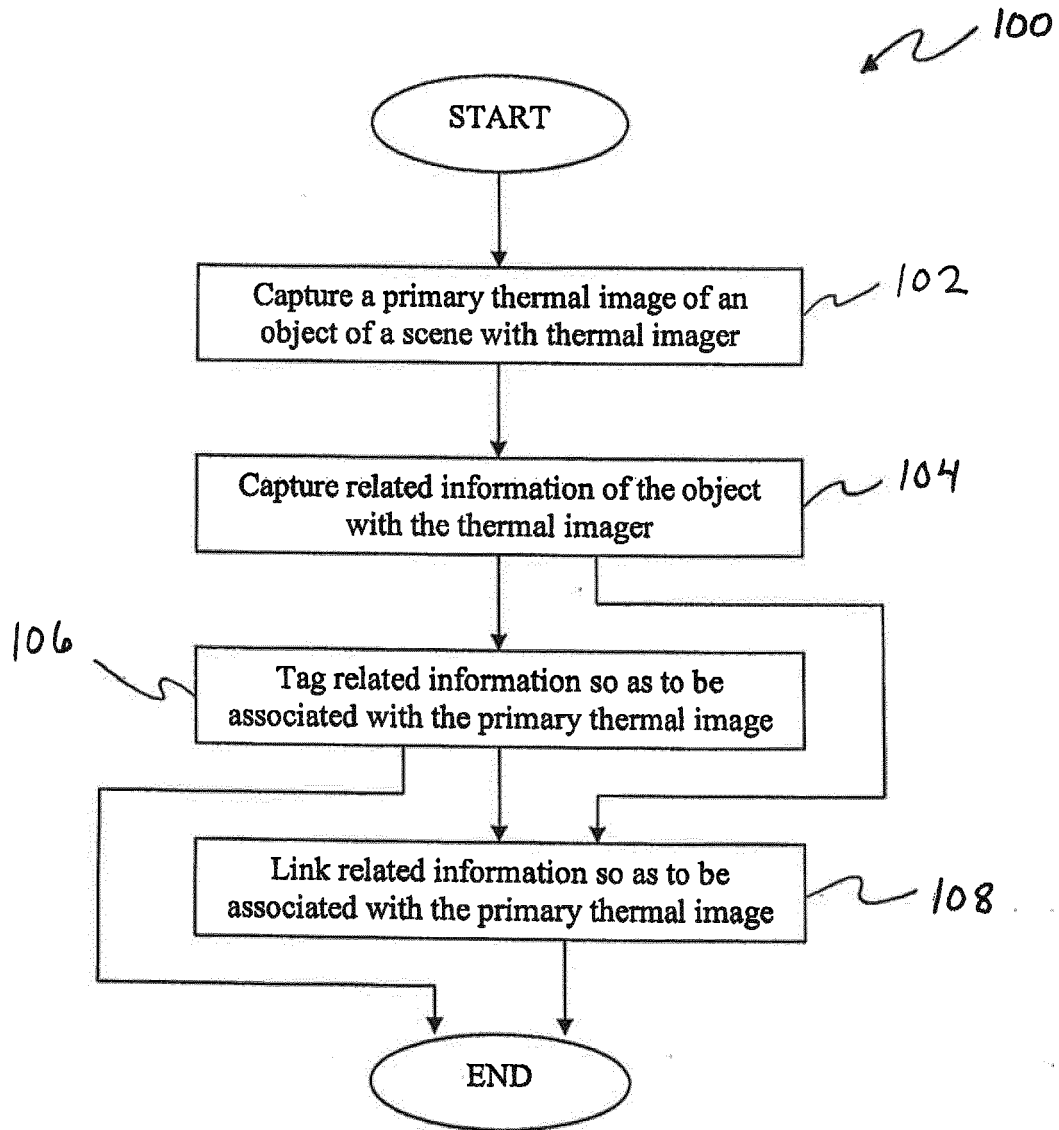 100
START
Capture a primary thermal image of an
object of a scene with thermal imager
102
Capture related information of the object
with the thermal imager
104
106
Tag related information so as to be
associated with the primary thermal image
Link related information so as to be
associated with the primary thermal image
108
END